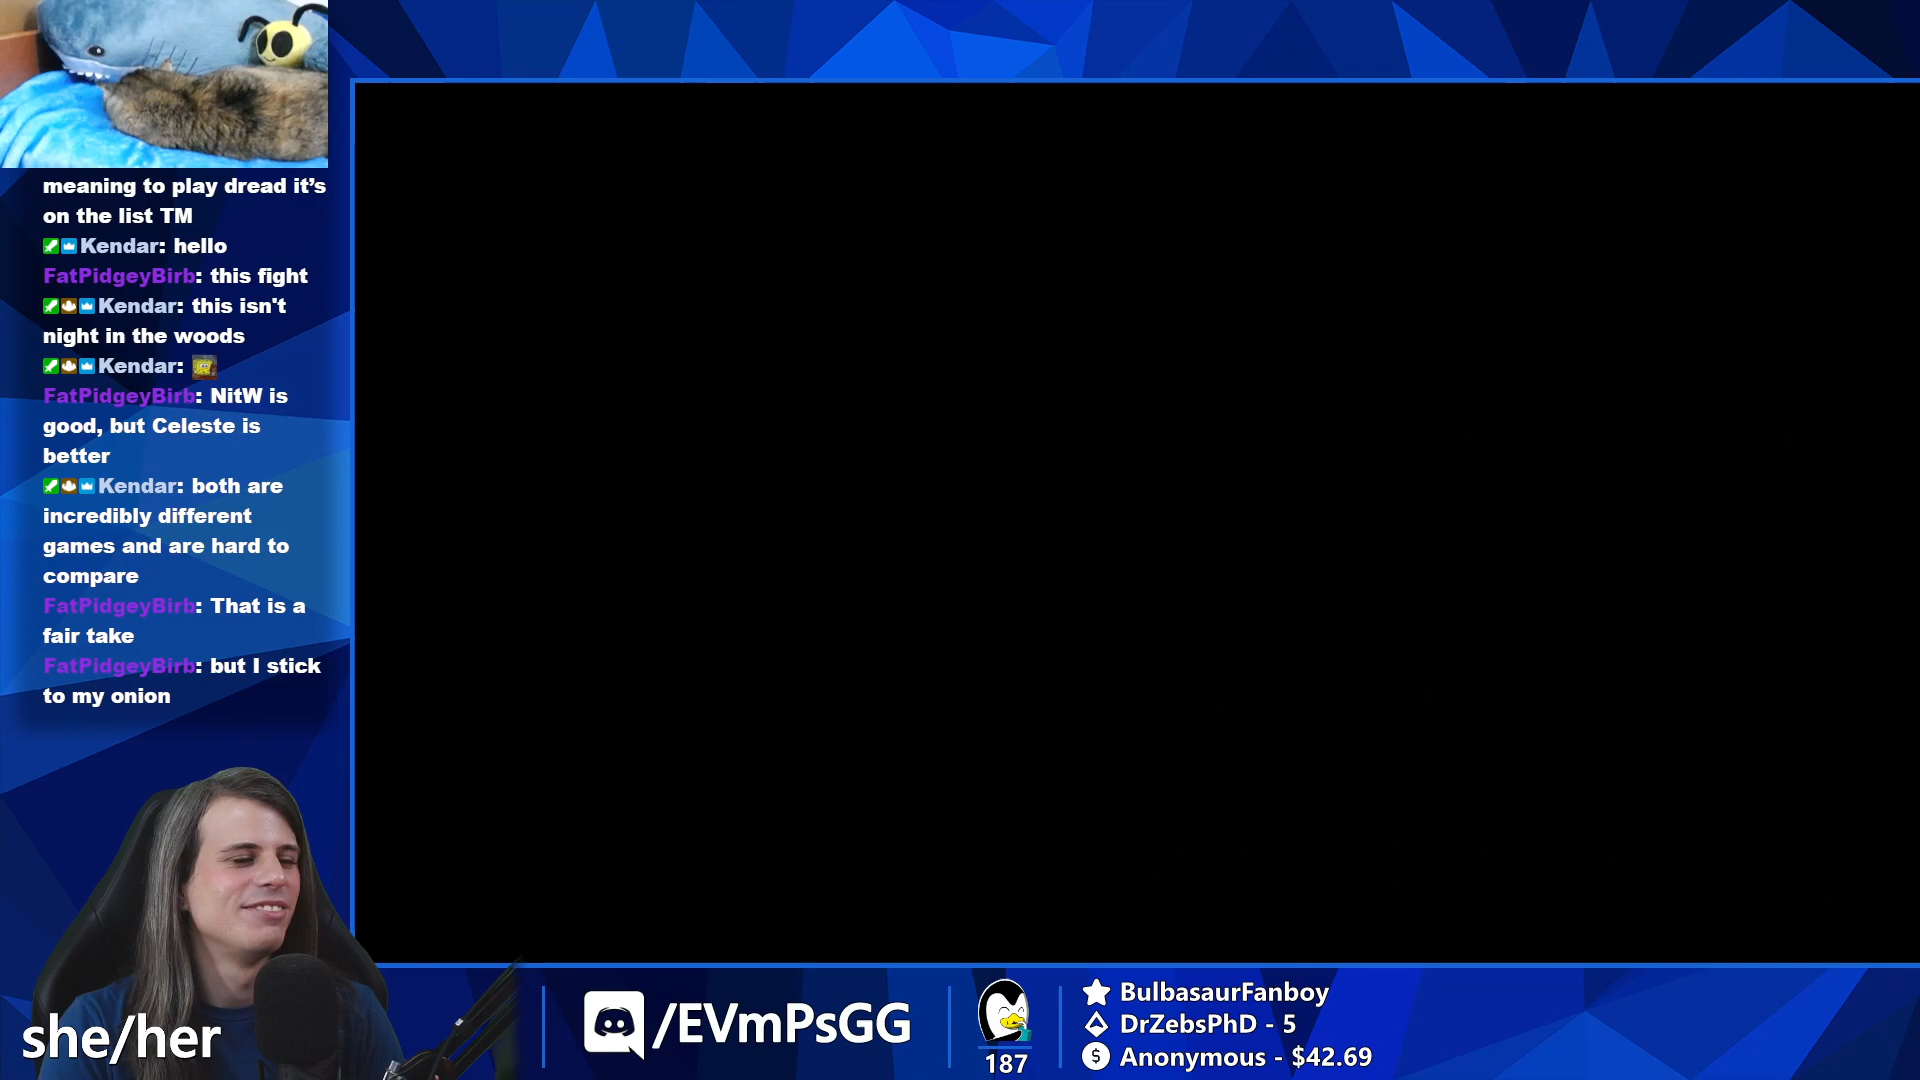 meaning to play dread it’s
on the list TM
Kendar: hello
FatPidgeyBirb: this fight
Kendar: this isn't
night in the woods
Kendar:
FatPidgeyBirb: NitW is
good, but Celeste is
better
Kendar: both are
incredibly different
games and are hard to
compare
FatPidgeyBirb: That is a
fair take
FatPidgeyBirb: but I stick
to my onion
she/her
/EVmPsGG
187
BulbasaurFanboy
DrZebsPhD - 5
$ Anonymous - $42.69